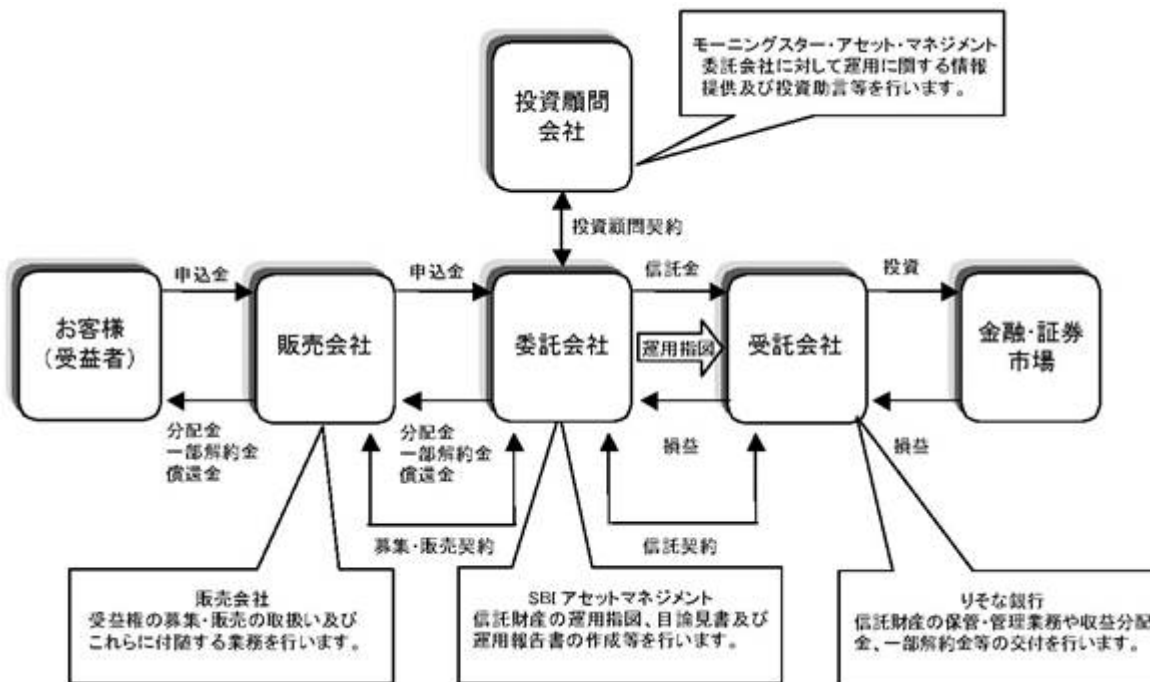 モーニングスター・アセット・マネジメント
委託会社に対して運用に関する情報
提供及び投資助言等を行います。
投資顧問
会社
投資顧問契約
申込金
申込金
信託金
投資
お客様
(受益者)
販売会社
委託会社
運用指図
受託会社
金融・証券
市場
分配金
一部解約金
償還金
分配金
一部解約金
償還金
損益
損益
募集・販売契約
信託契約
販売会社
受益権の募集・販売の取扱い及び
これらに付随する業務を行います。
SBIアセットマネジメント
信託財産の運用指図、目論見書及び
運用報告書の作成等を行います。
りそな銀行
信託財産の保管・管理業務や収益分配
金、一部解約金等の交付を行います。